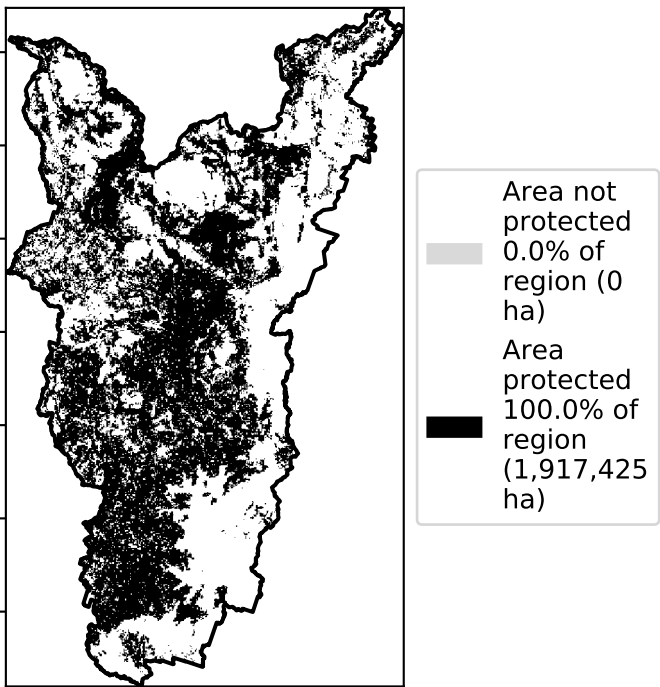 Area not
protected
0.0% of
region (0
ha)
Area
protected
100.0% of
region
(1,917,425
ha)